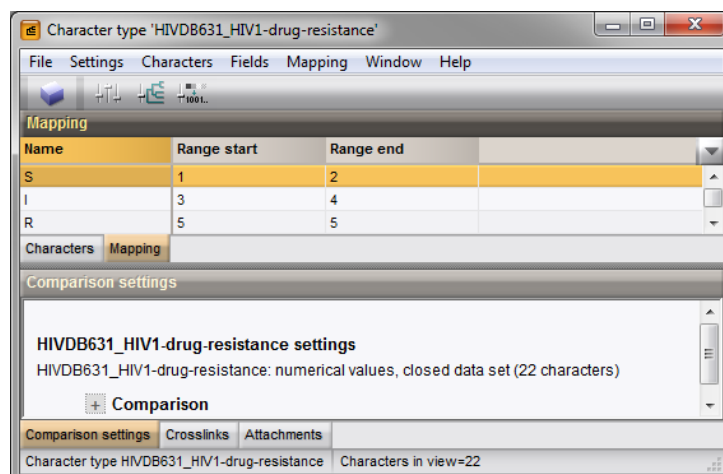 Character type 'HIVDB631_HIV1-drug-resistance'
File Settings Characters Fields Mapping Window Help
1001..
Mapping
Name Range start Range end
S 1 2
I 3 4
R 5 5
Characters Mapping
Comparison settings
HIVDB631_HIV1-drug-resistance settings
HIVDB631_HIV1-drug-resistance: numerical values, closed data set (22 characters)
+ Comparison
Comparison settings Crosslinks Attachments
Character type HIVDB631_HIV1-drug-resistance Characters in view=22